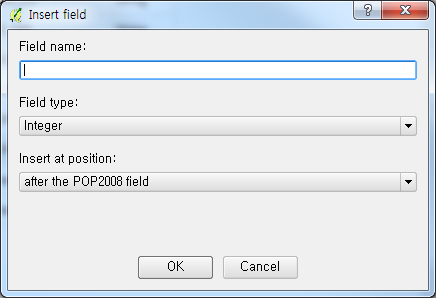 Insert field
Field name:
Field type:
Integer
Insert at position:
after the POP2008 field
OK
Cancel